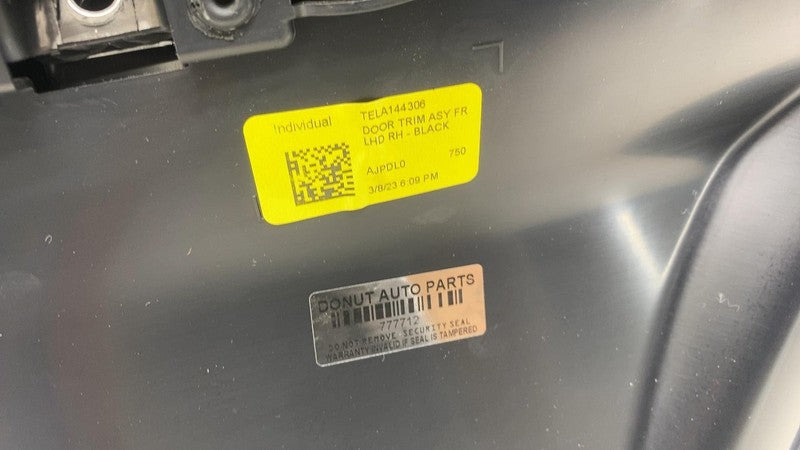 Individual
TELA144306
DOOR TRIM ASY FR
LHD RH - BLACK
AJPDL0
750
3/8/23 6:09 PM
DONUT AUTO PARTS
777712
DO NOT REMOVE SECURITY SEAL
WARRANTY INVALID IF SEAL IS TAMPERED